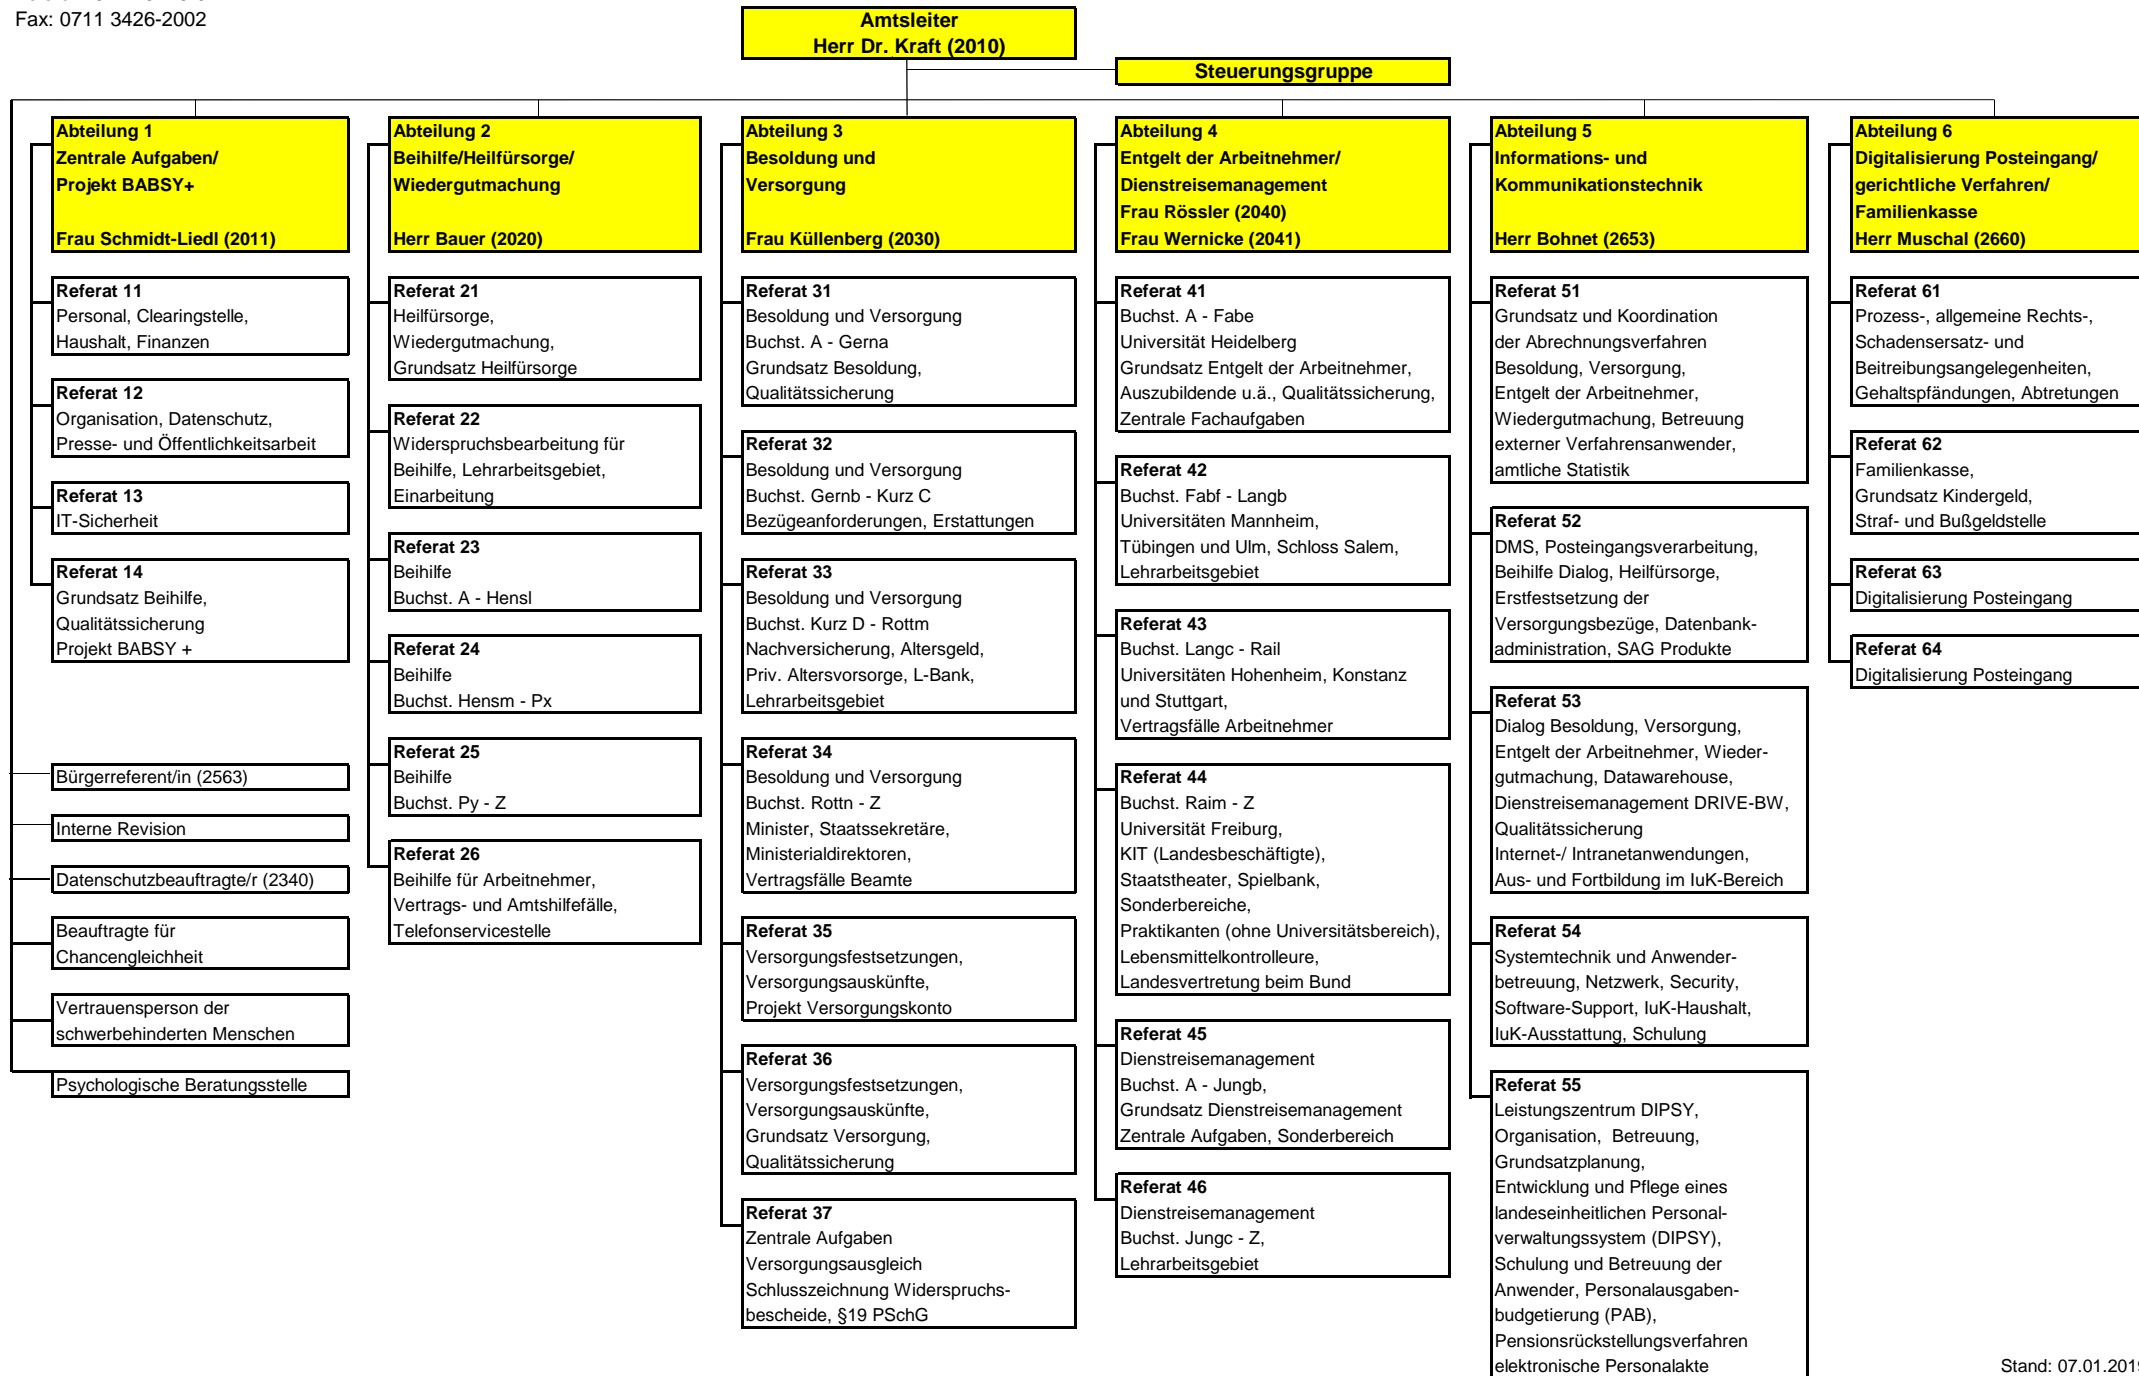 Fax: 0711 3426-2002
Amtsleiter
Herr Dr. Kraft (2010)
Steuerungsgruppe
Abteilung 1
Zentrale Aufgaben/
Projekt BABSY+
Frau Schmidt-Liedl (2011)
Referat 11
Personal, Clearingstelle,
Haushalt, Finanzen
Referat 12
Organisation, Datenschutz,
Presse- und Öffentlichkeitsarbeit
Referat 13
IT-Sicherheit
Referat 14
Grundsatz Beihilfe,
Qualitätssicherung
Projekt BABSY +
Bürgerreferent/in (2563)
Interne Revision
Datenschutzbeauftragte/r (2340)
Beauftragte für
Chancengleichheit
Vertrauensperson der
schwerbehinderten Menschen
Psychologische Beratungsstelle
Abteilung 2
Beihilfe/Heilfürsorge/
Wiedergutmachung
Herr Bauer (2020)
Referat 21
Heilfürsorge,
Wiedergutmachung,
Grundsatz Heilfürsorge
Referat 22
Widerspruchsbearbeitung für
Beihilfe, Lehrarbeitsgebiet,
Einarbeitung
Referat 23
Beihilfe
Buchst. A - Hensl
Referat 24
Beihilfe
Buchst. Hensm - Px
Referat 25
Beihilfe
Buchst. Py - Z
Referat 26
Beihilfe für Arbeitnehmer,
Vertrags- und Amtshilfefälle,
Telefonservicestelle
Abteilung 3
Besoldung und
Versorgung
Frau Küllenberg (2030)
Referat 31
Besoldung und Versorgung
Buchst. A - Gerna
Grundsatz Besoldung,
Qualitätssicherung
Referat 32
Besoldung und Versorgung
Buchst. Gernb - Kurz C
Bezügeanforderungen, Erstattungen
Referat 33
Besoldung und Versorgung
Buchst. Kurz D - Rottm
Nachversicherung, Altersgeld,
Priv. Altersvorsorge, L-Bank,
Lehrarbeitsgebiet
Referat 34
Besoldung und Versorgung
Buchst. Rottn - Z
Minister, Staatssekretäre,
Ministerialdirektoren,
Vertragsfälle Beamte
Referat 35
Versorgungsfestsetzungen,
Versorgungsauskünfte,
Projekt Versorgungskonto
Referat 36
Versorgungsfestsetzungen,
Versorgungsauskünfte,
Grundsatz Versorgung,
Qualitätssicherung
Referat 37
Zentrale Aufgaben
Versorgungsausgleich
Schlusszeichnung Widerspruchs-
bescheide, §19 PSchG
Abteilung 4
Entgelt der Arbeitnehmer/
Dienstreisemanagement
Frau Rössler (2040)
Frau Wernicke (2041)
Referat 41
Buchst. A - Fabe
Universität Heidelberg
Grundsatz Entgelt der Arbeitnehmer,
Auszubildende u.ä., Qualitätssicherung,
Zentrale Fachaufgaben
Referat 42
Buchst. Fabf - Langb
Universitäten Mannheim,
Tübingen und Ulm, Schloss Salem,
Lehrarbeitsgebiet
Referat 43
Buchst. Langc - Rail
Universitäten Hohenheim, Konstanz
und Stuttgart,
Vertragsfälle Arbeitnehmer
Referat 44
Buchst. Raim - Z
Universität Freiburg,
KIT (Landesbeschäftigte),
Staatstheater, Spielbank,
Sonderbereiche,
Praktikanten (ohne Universitätsbereich),
Lebensmittelkontrolleure,
Landesvertretung beim Bund
Referat 45
Dienstreisemanagement
Buchst. A - Jungb,
Grundsatz Dienstreisemanagement
Zentrale Aufgaben, Sonderbereich
Referat 46
Dienstreisemanagement
Buchst. Jungc - Z,
Lehrarbeitsgebiet
Abteilung 5
Informations- und
Kommunikationstechnik
Herr Bohnet (2653)
Referat 51
Grundsatz und Koordination
der Abrechnungsverfahren
Besoldung, Versorgung,
Entgelt der Arbeitnehmer,
Wiedergutmachung, Betreuung
externer Verfahrensanwender,
amtliche Statistik
Referat 52
DMS, Posteingangsverarbeitung,
Beihilfe Dialog, Heilfürsorge,
Erstfestsetzung der
Versorgungsbezüge, Datenbank-
administration, SAG Produkte
Referat 53
Dialog Besoldung, Versorgung,
Entgelt der Arbeitnehmer, Wieder-
gutmachung, Datawarehouse,
Dienstreisemanagement DRIVE-BW,
Qualitätssicherung
Internet-/ Intranetanwendungen,
Aus- und Fortbildung im IuK-Bereich
Referat 54
Systemtechnik und Anwender-
betreuung, Netzwerk, Security,
Software-Support, IuK-Haushalt,
IuK-Ausstattung, Schulung
Referat 55
Leistungszentrum DIPSY,
Organisation, Betreuung,
Grundsatzplanung,
Entwicklung und Pflege eines
landeseinheitlichen Personal-
verwaltungssystem (DIPSY),
Schulung und Betreuung der
Anwender, Personalausgaben-
budgetierung (PAB),
Pensionsrückstellungsverfahren
elektronische Personalakte
Abteilung 6
Digitalisierung Posteingang/
gerichtliche Verfahren/
Familienkasse
Herr Muschal (2660)
Referat 61
Prozess-, allgemeine Rechts-,
Schadensersatz- und
Beitreibungsangelegenheiten,
Gehaltspfändungen, Abtretungen
Referat 62
Familienkasse,
Grundsatz Kindergeld,
Straf- und Bußgeldstelle
Referat 63
Digitalisierung Posteingang
Referat 64
Digitalisierung Posteingang
Stand: 07.01.2019